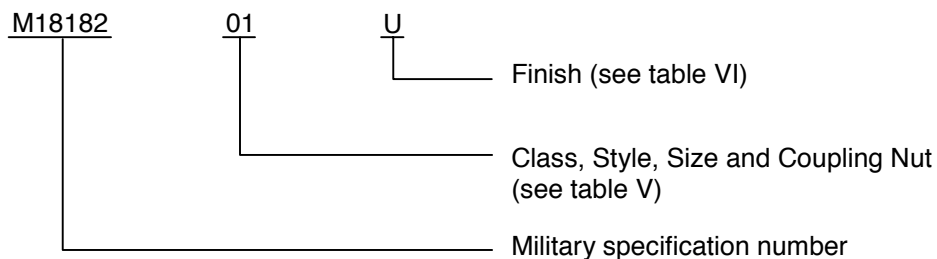 M18182 01 U
Finish (see table VI)
Class, Style, Size and Coupling Nut
(see table V)
Military specification number